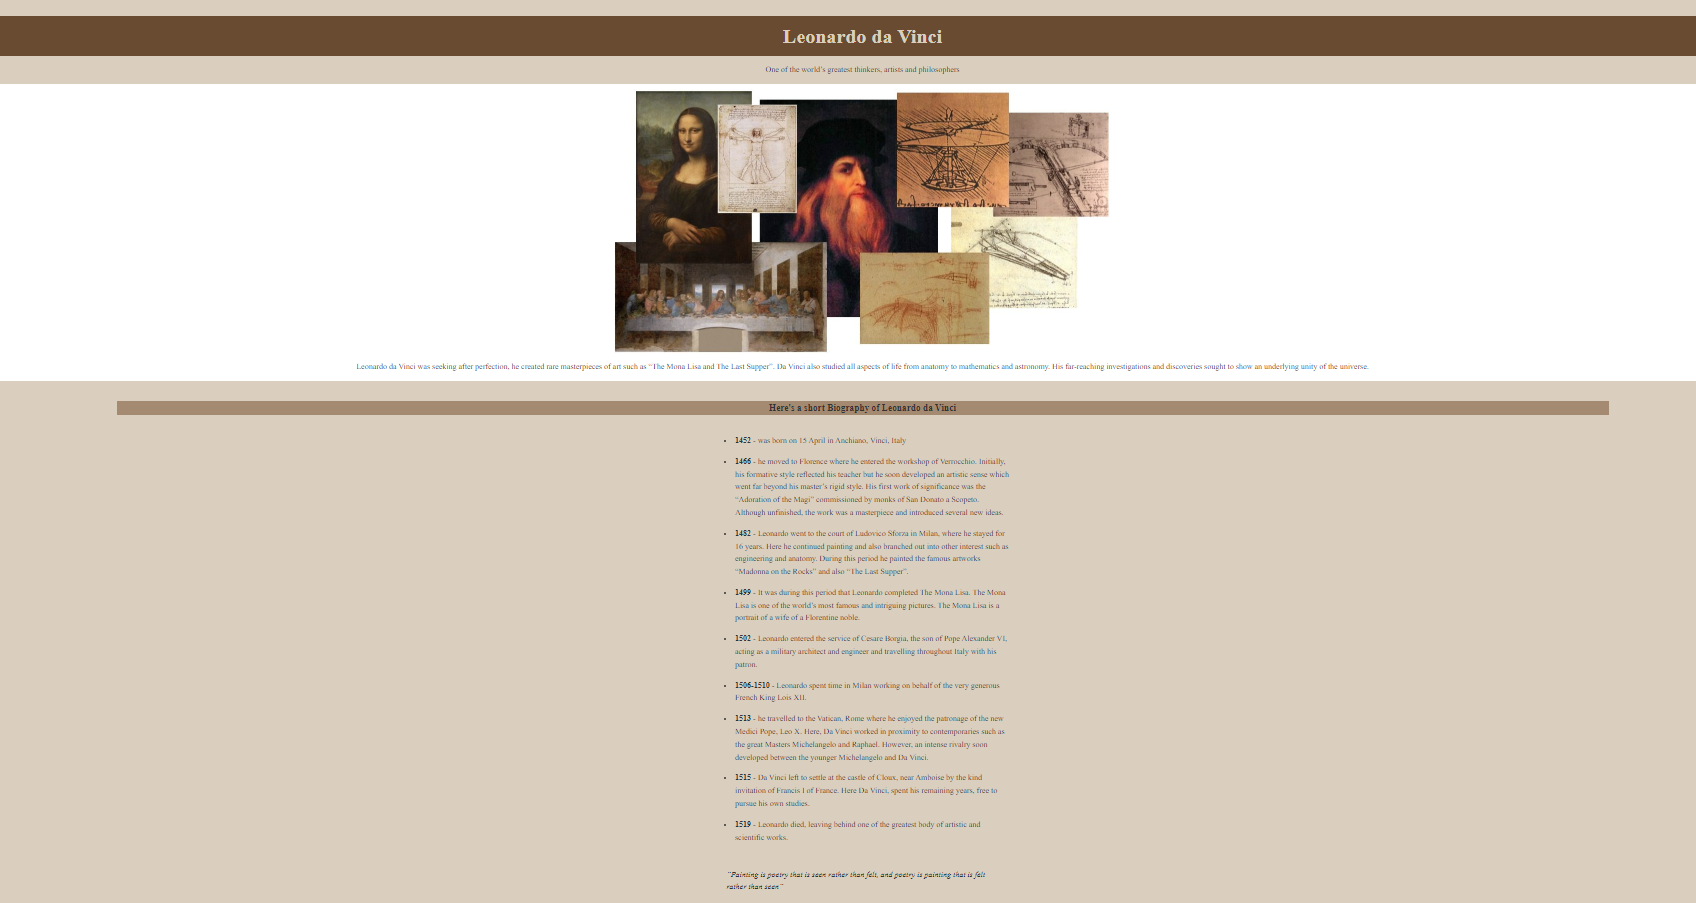 Leonardo da Vinci
One of the world's greatest thinkers, artists and philosophers
Leonardo da Vinci was seeking after perfection, he created rare masterpieces of art such as “The Mona Lisa and The Last Supper”. Da Vinci also studied all aspects of life from anatomy to mathematics and astronomy. His far-reaching investigations and discoveries sought to show an underlying unity of the universe.
Here's a short Biography of Leonardo da Vinci
• 1452 - was born on 15 April in Anchiano, Vinci, Italy
• 1466 - he moved to Florence where he entered the workshop of Verrocchio. Initially,
his formative style reflected his teacher but he soon developed an artistic sense which
went far beyond his master's rigid style. His first work of significance was the
“Adoration of the Magi” commissioned by monks of San Donato a Scopeto.
Although unfinished, the work was a masterpiece and introduced several new ideas.
• 1482 - Leonardo went to the court of Ludovico Sforza in Milan, where he stayed for
16 years. Here he continued painting and also branched out into other interest such as
engineering and anatomy. During this period he painted the famous artworks
“Madonna on the Rocks” and also “The Last Supper”.
• 1499 - It was during this period that Leonardo completed The Mona Lisa. The Mona
Lisa is one of the world's most famous and intriguing pictures. The Mona Lisa is a
portrait of a wife of a Florentine noble.
• 1502 - Leonardo entered the service of Cesare Borgia, the son of Pope Alexander VI,
acting as a military architect and engineer and travelling throughout Italy with his
patron.
• 1506-1510 - Leonardo spent time in Milan working on behalf of the very generous
French King Lois XII.
• 1513 - he travelled to the Vatican, Rome where he enjoyed the patronage of the new
Medici Pope, Leo X. Here, Da Vinci worked in proximity to contemporaries such as
the great Masters Michelangelo and Raphael. However, an intense rivalry soon
developed between the younger Michelangelo and Da Vinci.
• 1515 - Da Vinci left to settle at the castle of Cloux, near Amboise by the kind
invitation of Francis I of France. Here Da Vinci, spent his remaining years, free to
pursue his own studies.
• 1519 - Leonardo died, leaving behind one of the greatest body of artistic and
scientific works.
“Painting is poetry that is seen rather than felt, and poetry is painting that is felt
rather than seen”